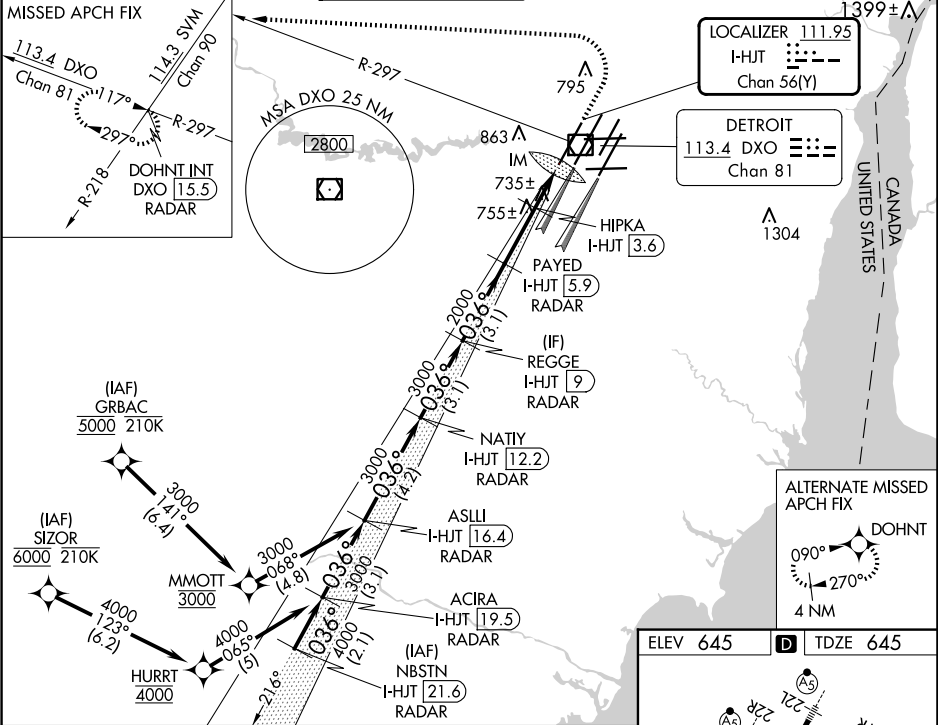 MISSED APCH FIX
113.4 DXO
Chan 81
114.3 SVM
Chan 90
117°
297°
R-297
R-218
DOHNT INT
DXO 15.5
RADAR
R-297
MSA DXO 25 NM
2800
1399±
795
863
IM
735±
755±
1304
LOCALIZER 111.95
I-HJT
Chan 56(Y)
DETROIT
113.4 DXO
Chan 81
CANADA
UNITED STATES
HIPKA
I-HJT 3.6
PAYED
I-HJT 5.9
RADAR
2000
036°
(3.1)
(IF)
REGGE
I-HJT 9
RADAR
3000
036°
(3.1)
NATIY
I-HJT 12.2
RADAR
3000
036°
(4.2)
ASLLI
I-HJT 16.4
RADAR
036°
3000
(3.1)
ACIRA
I-HJT 19.5
RADAR
036°
4000
(2.1)
(IAF)
NBSTN
I-HJT 21.6
RADAR
216°
(IAF)
GRBAC
5000 210K
3000
141°
(6.4)
(IAF)
SIZOR
6000 210K
4000
123°
(6.2)
MMOTT
3000
3000
068°
(4.8)
HURRT
4000
4000
065°
(5)
ALTERNATE MISSED
APCH FIX
DOHNT
090°
270°
4 NM
ELEV 645
D
TDZE 645
A5
22L
22R
A5